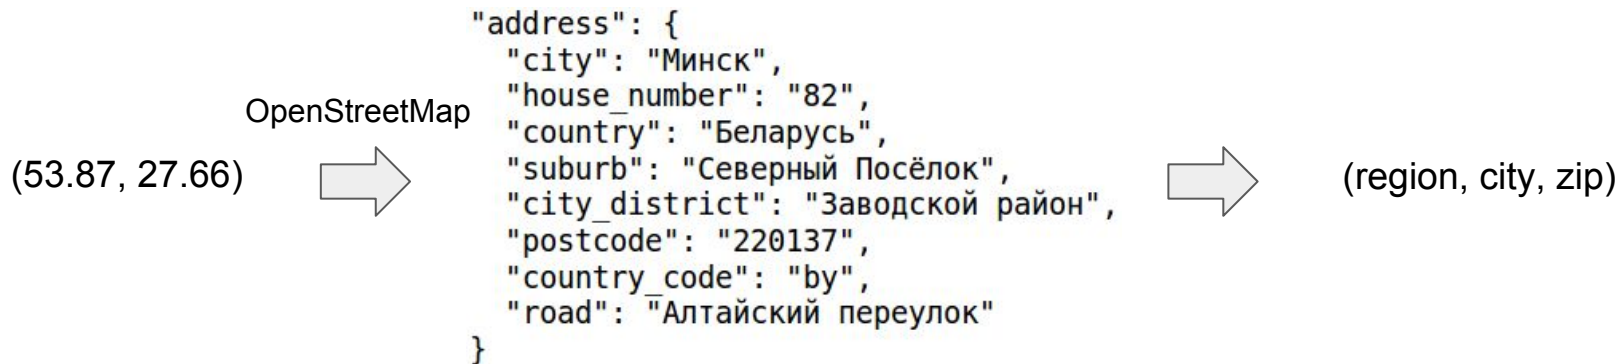 (53.87, 27.66)
OpenStreetMap
"address": {
"city": "Минск",
"house_number": "82",
"country": "Беларусь",
"suburb": "Северный Посёлок",
"city_district": "Заводской район",
"postcode": "220137",
"country_code": "by",
"road": "Алтайский переулок"
}
(region, city, zip)